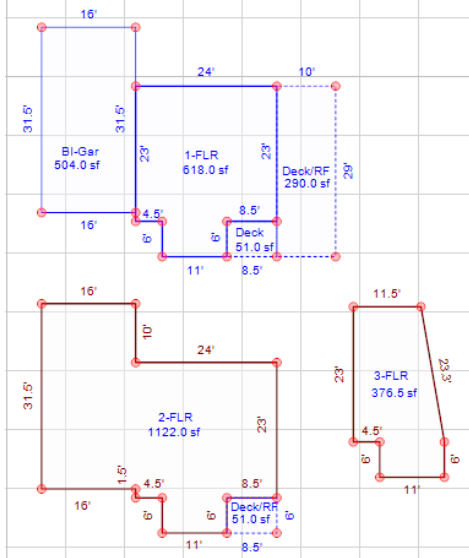 16'
31.5'
31.5'
BI-Gar
504.0 sf
16'
24'
10'
23'
1-FLR
618.0 sf
23'
Deck/RF
290.0 sf
29'
4.5'
8.5'
6'
6'
Deck
51.0 sf
11'
8.5'
16'
10'
24'
31.5'
2-FLR
1122.0 sf
23'
1.5'
16'
4.5'
8.5'
6'
6'
Deck/RF
51.0 sf
6'
11'
8.5'
11.5'
23'
23.3'
3-FLR
376.5 sf
4.5'
6'
6'
11'